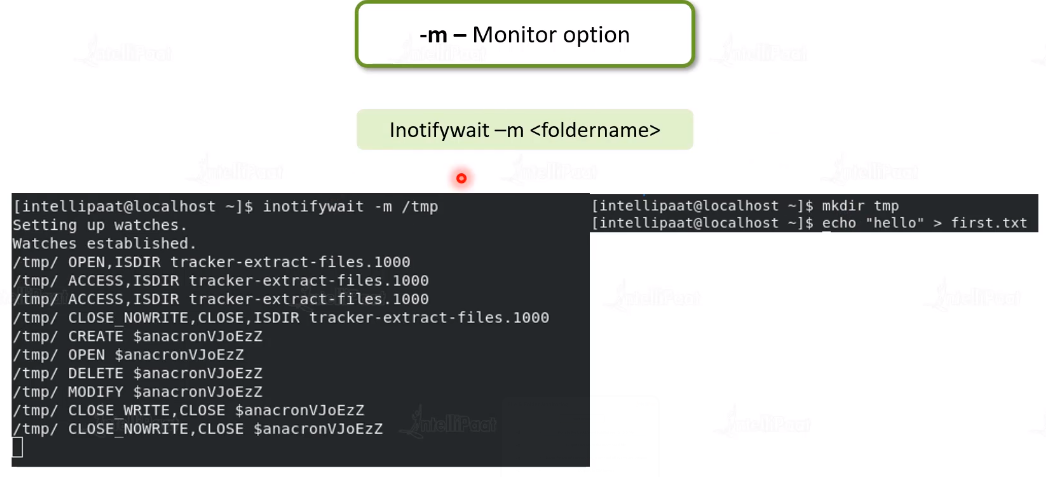 -m – Monitor option
Inotifywait –m <foldername>
[intellipaat@localhost ~]$ inotifywait -m /tmp
Setting up watches.
Watches established.
/tmp/ OPEN,ISDIR tracker-extract-files.1000
/tmp/ ACCESS,ISDIR tracker-extract-files.1000
/tmp/ ACCESS,ISDIR tracker-extract-files.1000
/tmp/ CLOSE_NOWRITE,CLOSE,ISDIR tracker-extract-files.1000
/tmp/ CREATE $anacronVJoEzZ
/tmp/ OPEN $anacronVJoEzZ
/tmp/ DELETE $anacronVJoEzZ
/tmp/ MODIFY $anacronVJoEzZ
/tmp/ CLOSE_WRITE,CLOSE $anacronVJoEzZ
/tmp/ CLOSE_NOWRITE,CLOSE $anacronVJoEzZ
[intellipaat@localhost ~]$ mkdir tmp
[intellipaat@localhost ~]$ echo "hello" > first.txt